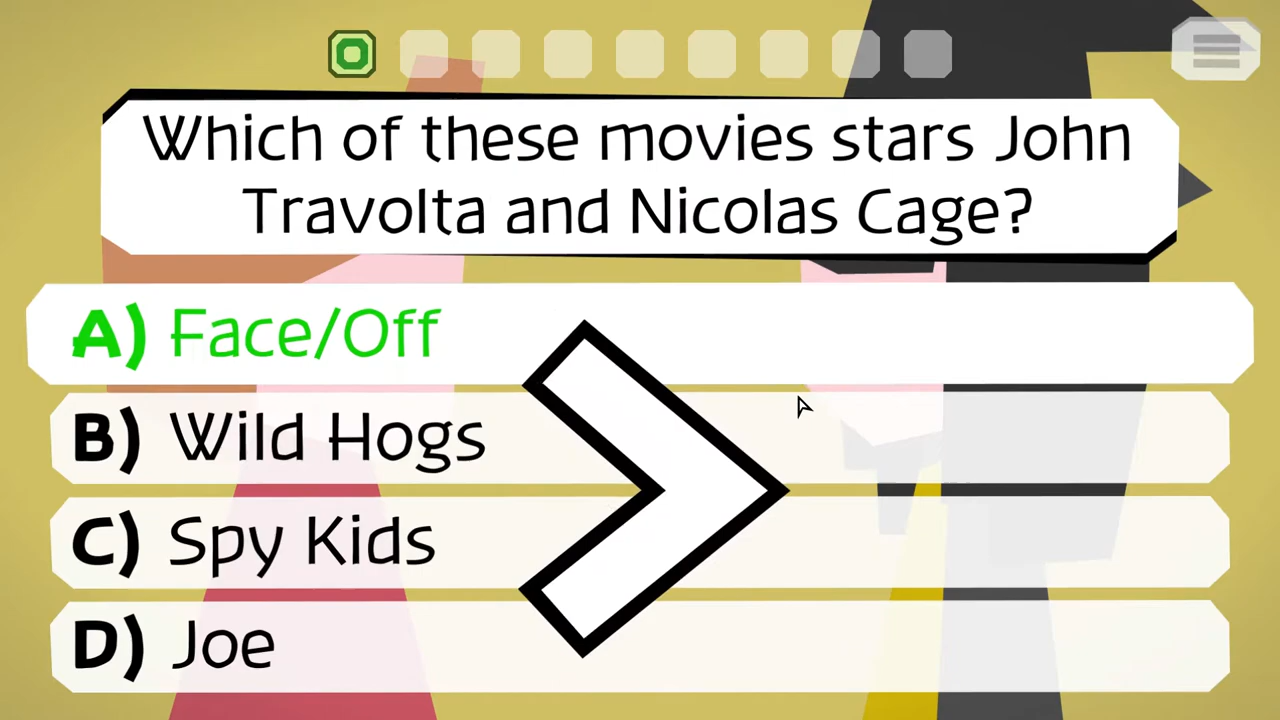 Which of these movies stars John
Travolta and Nicolas Cage?
A) Face/Off
B) Wild Hogs
C) Spy Kids
D) Joe